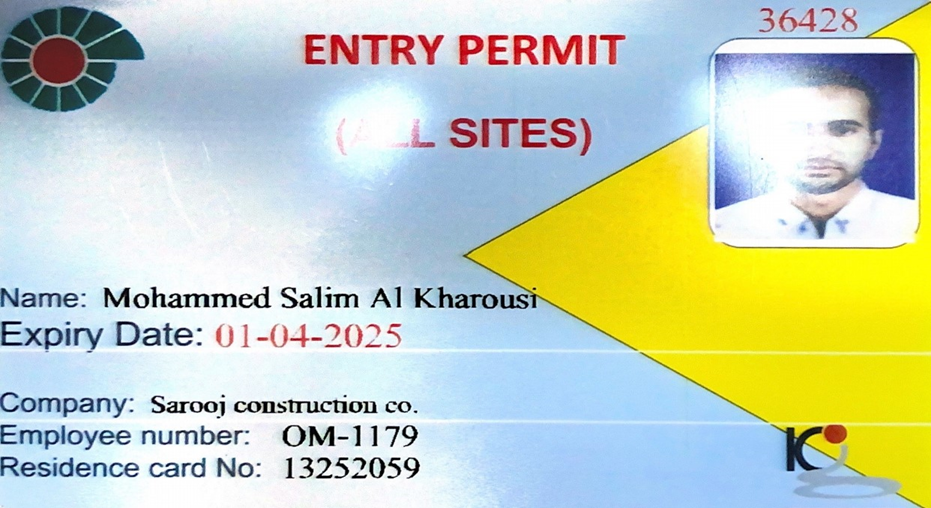 36428
ENTRY PERMIT
(ALL SITES)
Name: Mohammed Salim Al Kharousi
Expiry Date: 01-04-2025
Company: Sarooj construction co.
Employee number: OM-1179
Residence card No: 13252059